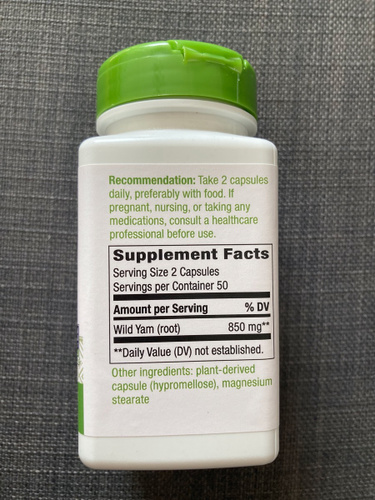 Recommendation: Take 2 capsules
daily, preferably with food. If
pregnant, nursing, or taking any
medications, consult a healthcare
professional before use.
Supplement Facts
Serving Size 2 Capsules
Servings per Container 50
Amount per Serving % DV
Wild Yam (root) 850 mg**
**Daily Value (DV) not established.
Other ingredients: plant-derived
capsule (hypromellose), magnesium
stearate